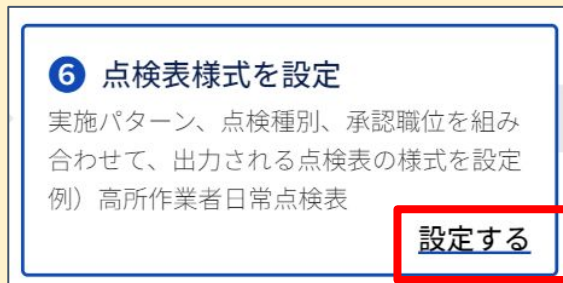 6 点検表様式を設定
実施パターン、点検種別、承認職位を組み
合わせて、出力される点検表の様式を設定
例）高所作業者日常点検表
設定する